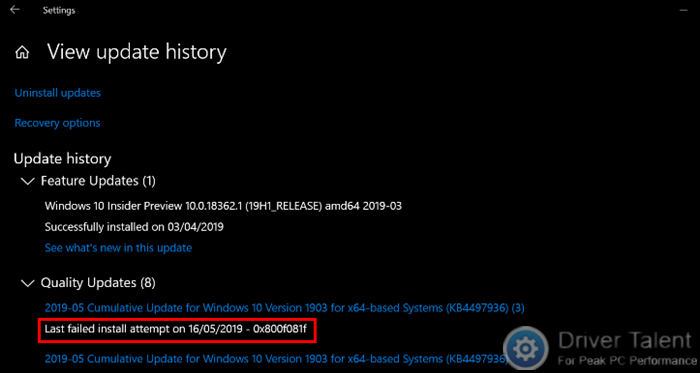 Settings
View update history
Uninstall updates
Recovery options
Update history
Feature Updates (1)
Windows 10 Insider Preview 10.0.18362.1 (19H1_RELEASE) amd64 2019-03
Successfully installed on 03/04/2019
See what's new in this update
Quality Updates (8)
2019-05 Cumulative Update for Windows 10 Version 1903 for x64-based Systems (KB4497936) (3)
Last failed install attempt on 16/05/2019 - 0x800f081f
2019-05 Cumulative Update for Windows 10 Version 1903 for x64-based Systems (KB4497936)
Driver Talent
For Peak PC Performance